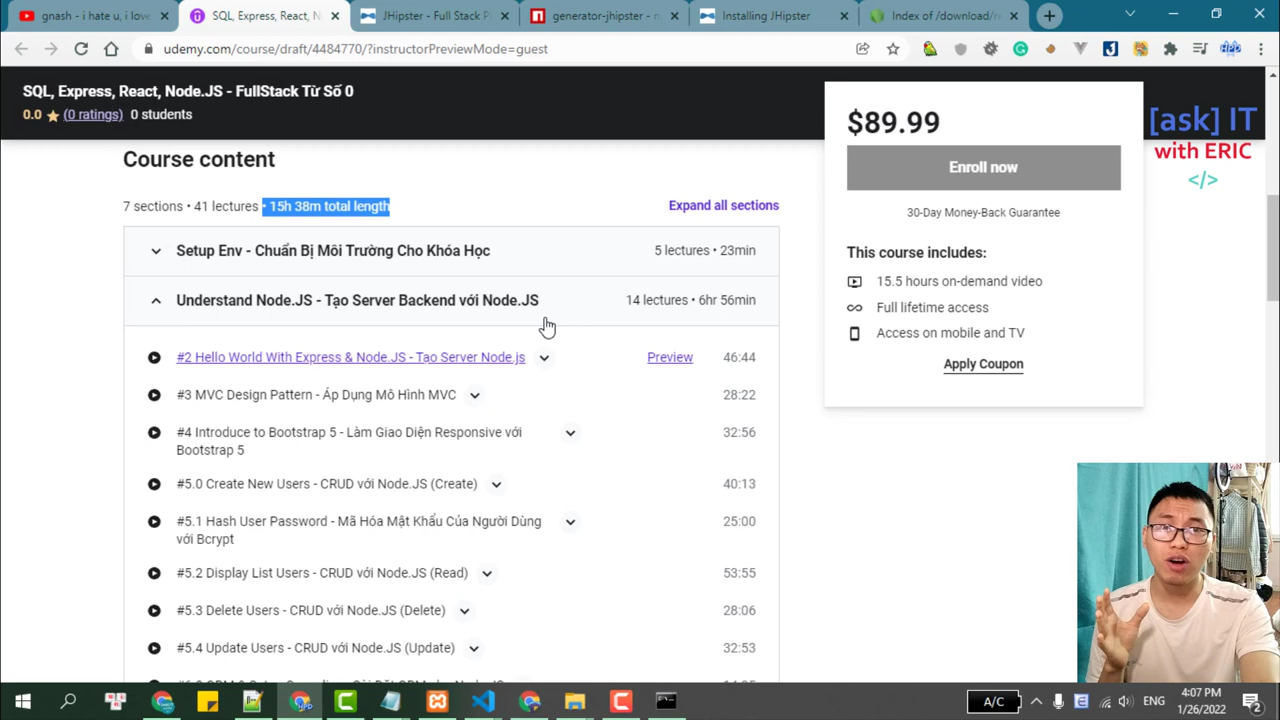 gnash - i hate u, i love
SQL, Express, React, N
JHipster - Full Stack P
generator-jhipster - n
Installing JHipster
Index of /download/re
udemy.com/course/draft/4484770/?instructorPreviewMode=guest
SQL, Express, React, Node.JS - FullStack Từ Số 0
0.0 (0 ratings) 0 students
$89.99
Enroll now
30-Day Money-Back Guarantee
This course includes:
15.5 hours on-demand video
Full lifetime access
Access on mobile and TV
Apply Coupon
[ask] IT
with ERIC
</>
Course content
7 sections • 41 lectures • 15h 38m total length
Expand all sections
Setup Env - Chuẩn Bị Môi Trường Cho Khóa Học 5 lectures • 23min
Understand Node.JS - Tạo Server Backend với Node.JS 14 lectures • 6hr 56min
#2 Hello World With Express & Node.JS - Tạo Server Node.js Preview 46:44
#3 MVC Design Pattern - Áp Dụng Mô Hình MVC 28:22
#4 Introduce to Bootstrap 5 - Làm Giao Diện Responsive với 32:56
Bootstrap 5
#5.0 Create New Users - CRUD với Node.JS (Create) 40:13
#5.1 Hash User Password - Mã Hóa Mật Khẩu Của Người Dùng 25:00
với Bcrypt
#5.2 Display List Users - CRUD với Node.JS (Read) 53:55
#5.3 Delete Users - CRUD với Node.JS (Delete) 28:06
#5.4 Update Users - CRUD với Node.JS (Update) 32:53
A/C
ENG
4:07 PM
1/26/2022
2